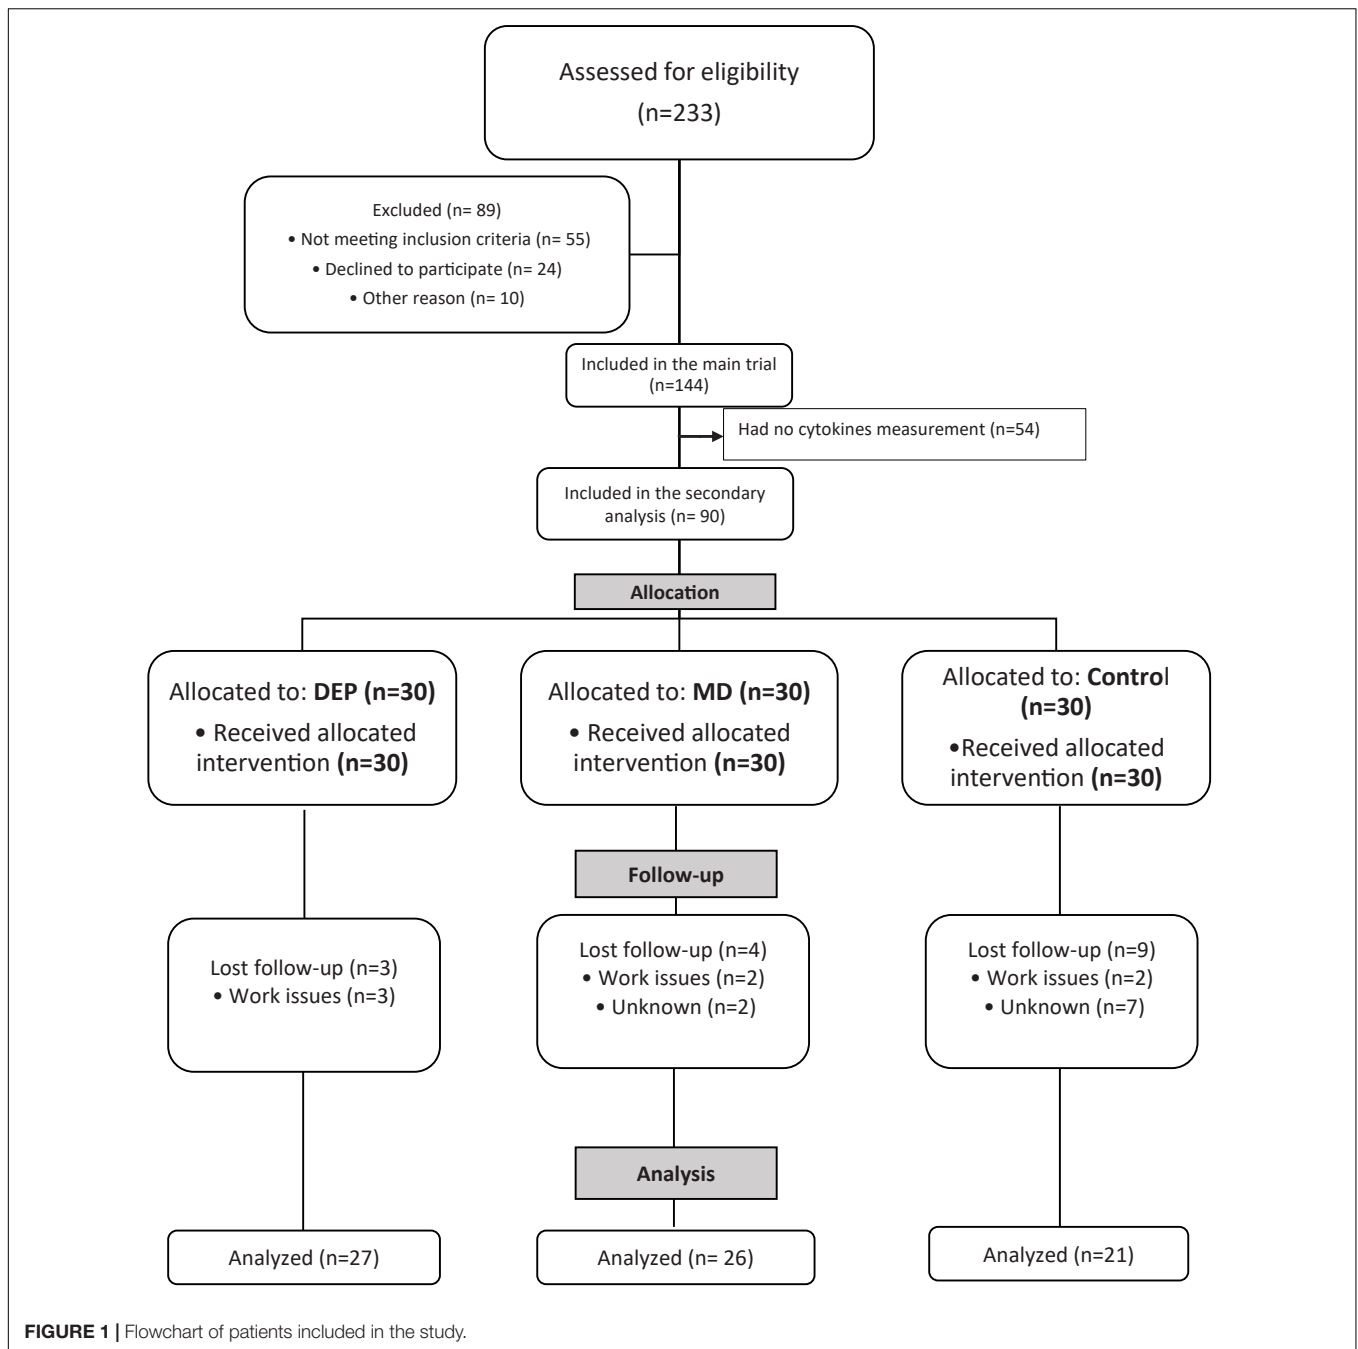 Assessed for eligibility
(n=233)
Excluded (n= 89)
• Not meeting inclusion criteria (n= 55)
• Declined to participate (n= 24)
• Other reason (n= 10)
Included in the main trial
(n=144)
Had no cytokines measurement (n=54)
Included in the secondary
analysis (n= 90)
Allocation
Allocated to: DEP (n=30)
• Received allocated
intervention (n=30)
Allocated to: MD (n=30)
• Received allocated
intervention (n=30)
Allocated to: Control
(n=30)
•Received allocated
intervention (n=30)
Follow-up
Lost follow-up (n=3)
• Work issues (n=3)
Lost follow-up (n=4)
• Work issues (n=2)
• Unknown (n=2)
Lost follow-up (n=9)
• Work issues (n=2)
• Unknown (n=7)
Analysis
Analyzed (n=27)
Analyzed (n= 26)
Analyzed (n=21)
FIGURE 1 | Flowchart of patients included in the study.